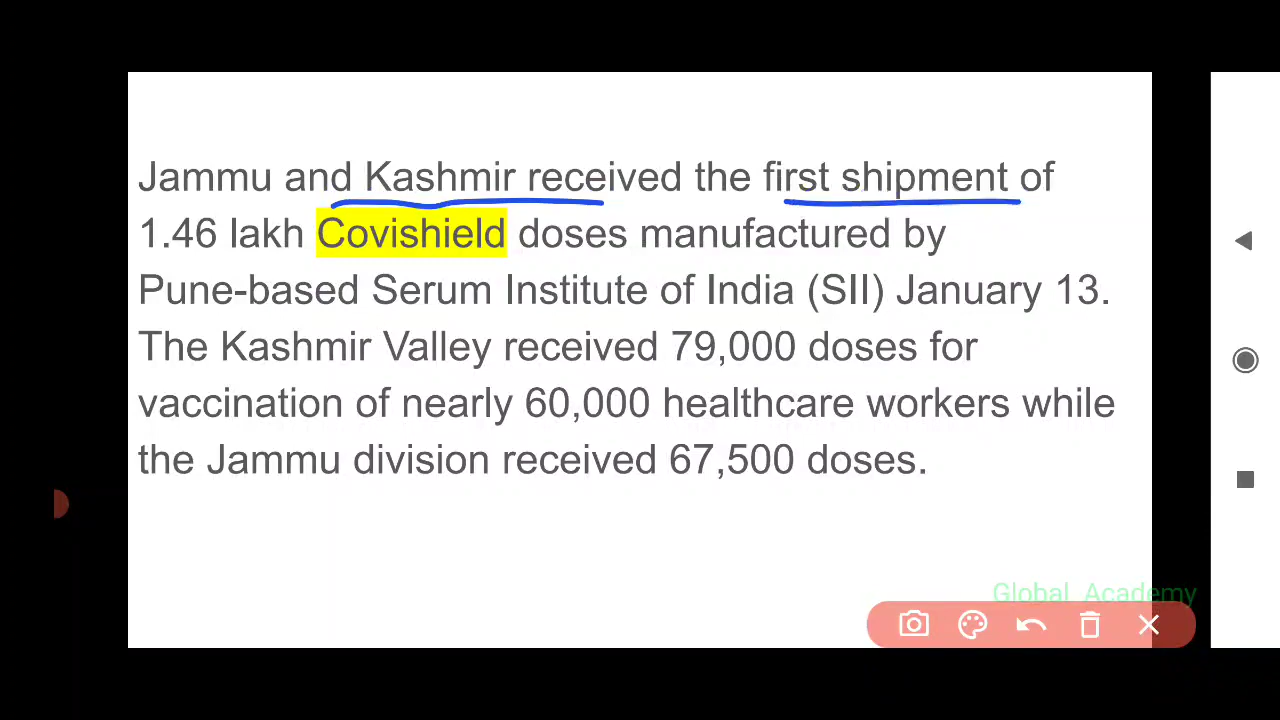 Jammu and Kashmir received the first shipment of
1.46 lakh Covishield doses manufactured by
Pune-based Serum Institute of India (SII) January 13.
The Kashmir Valley received 79,000 doses for
vaccination of nearly 60,000 healthcare workers while
the Jammu division received 67,500 doses.
Global Academy